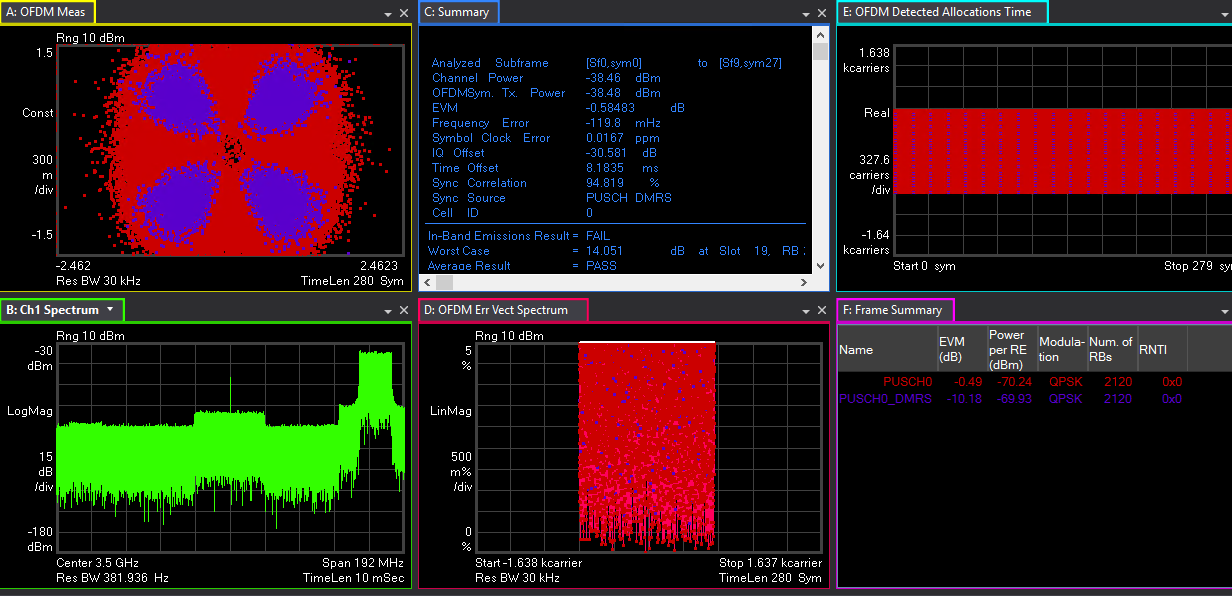 A: OFDM Meas
Rng 10 dBm
1.5
Const
300
m
/div
-1.5
-2.462
2.4623
Res BW 30 kHz
TimeLen 280 Sym
C: Summary
Analyzed Subframe [Sf0,sym0] to [Sf9,sym27]
Channel Power -38.46 dBm
OFDMSym. Tx. Power -38.48 dBm
EVM -0.58483 dB
Frequency Error -119.8 mHz
Symbol Clock Error 0.0167 ppm
IQ Offset -30.581 dB
Time Offset 8.1835 ms
Sync Correlation 94.819 %
Sync Source PUSCH DMRS
Cell ID 0
In-Band Emissions Result = FAIL
Worst Case = 14.051 dB at Slot 19, RB
Average Result = PASS
E: OFDM Detected Allocations Time
1.638
kcarriers
Real
327.6
carriers
/div
-1.64
kcarriers
Start 0 sym
Stop 279 sy
B: Ch1 Spectrum
Rng 10 dBm
-30
dBm
LogMag
15
dB
/div
-180
dBm
Center 3.5 GHz
Span 192 MHz
Res BW 381.936 Hz
TimeLen 10 mSec
D: OFDM Err Vect Spectrum
Rng 10 dBm
5
%
LinMag
500
m%
/div
0
%
Start -1.638 kcarrier
Stop 1.637 kcarrier
Res BW 30 kHz
TimeLen 280 Sym
F: Frame Summary
Name EVM (dB) Power per RE (dBm) Modula-tion Num. of RBs RNTI
PUSCH0 -0.49 -70.24 QPSK 2120 0x0
PUSCH0_DMRS -10.18 -69.93 QPSK 2120 0x0